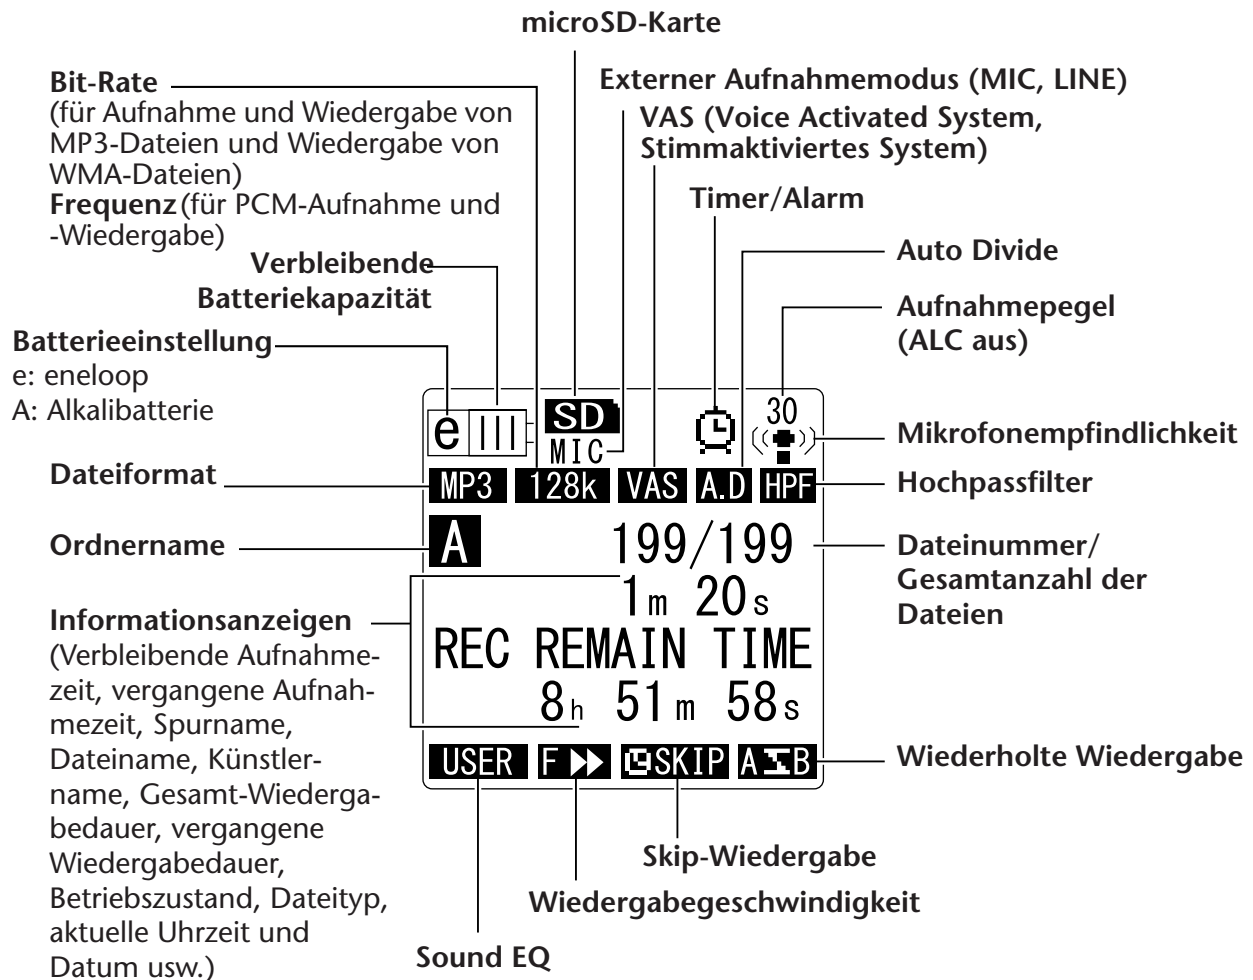 microSD-Karte
Bit-Rate
(für Aufnahme und Wiedergabe von
MP3-Dateien und Wiedergabe von
WMA-Dateien)
Frequenz (für PCM-Aufnahme und
-Wiedergabe)
Externer Aufnahmemodus (MIC, LINE)
VAS (Voice Activated System,
Stimmaktiviertes System)
Timer/Alarm
Verbleibende
Batteriekapazität
Auto Divide
Aufnahmepegel
(ALC aus)
Batterieeinstellung
e: eneloop
A: Alkalibatterie
Mikrofonempfindlichkeit
Dateiformat
Hochpassfilter
Ordnername
Dateinummer/
Gesamtanzahl der
Dateien
e SD 30
MIC
MP3 128k VAS A.D HPF
A 199/199
1m 20s
REC REMAIN TIME
8h 51m 58s
USER F SKIP A B
Informationsanzeigen
(Verbleibende Aufnahme-
zeit, vergangene Aufnah-
mezeit, Spurname,
Dateiname, Künstler-
name, Gesamt-Wiederga-
bedauer, vergangene
Wiedergabedauer,
Betriebszustand, Dateityp,
aktuelle Uhrzeit und
Datum usw.)
Wiederholte Wiedergabe
Skip-Wiedergabe
Wiedergabegeschwindigkeit
Sound EQ